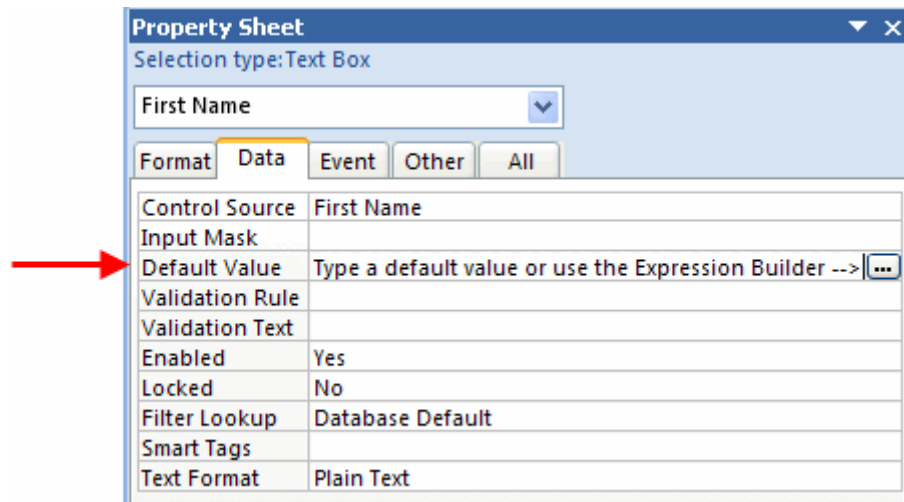 Property Sheet
Selection type:Text Box
First Name
Format Data Event Other All
Control Source First Name
Input Mask
Default Value Type a default value or use the Expression Builder --> ...
Validation Rule
Validation Text
Enabled Yes
Locked No
Filter Lookup Database Default
Smart Tags
Text Format Plain Text